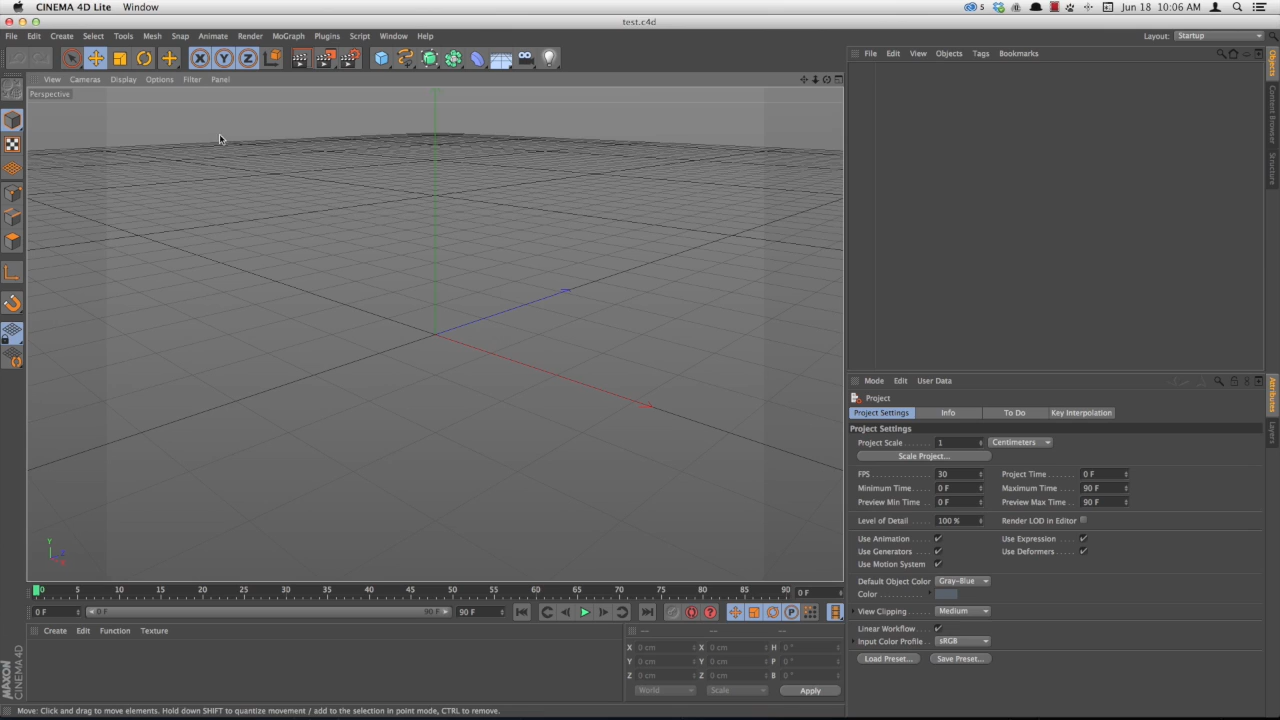 CINEMA 4D Lite Window 5 Jun 18 10:06 AM
test.c4d
File Edit Create Select Tools Mesh Snap Animate Render MoGraph Plugins Script Window Help Layout: Startup
X Y Z
File Edit View Objects Tags Bookmarks
View Cameras Display Options Filter Panel
Perspective
Objects
Content Browser
Structure
Y
Mode Edit User Data
Project
Project Settings Info To Do Key Interpolation
Project Settings
Project Scale 1 Centimeters
Scale Project...
FPS 30 Project Time 0 F
Minimum Time 0 F Maximum Time 90 F
Preview Min Time 0 F Preview Max Time 90 F
Level of Detail 100 % Render LOD in Editor
Use Animation Use Expression
Use Generators Use Deformers
Use Motion System
Default Object Color Gray-Blue
Color
View Clipping Medium
Linear Workflow
Input Color Profile sRGB
Load Preset... Save Preset...
Attributes
Layers
0 5 10 15 20 25 30 35 40 45 50 55 60 65 70 75 80 85 90 0 F
0 F 0 F 90 F 90 F
P
Create Edit Function Texture
-- -- --
X 0 cm X 0 cm H 0 °
Y 0 cm Y 0 cm P 0 °
Z 0 cm Z 0 cm B 0 °
World Scale Apply
MAXON
CINEMA 4D
Move: Click and drag to move elements. Hold down SHIFT to quantize movement / add to the selection in point mode, CTRL to remove.